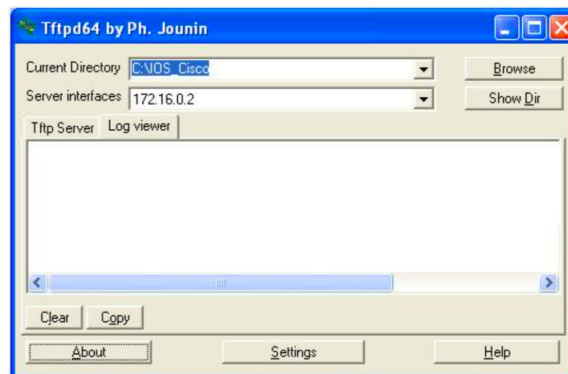 Tftpd64 by Ph. Jounin
Current Directory C:\IOS_Cisco Browse
Server interfaces 172.16.0.2 Show Dir
Tftp Server Log viewer
Clear Copy
About Settings Help